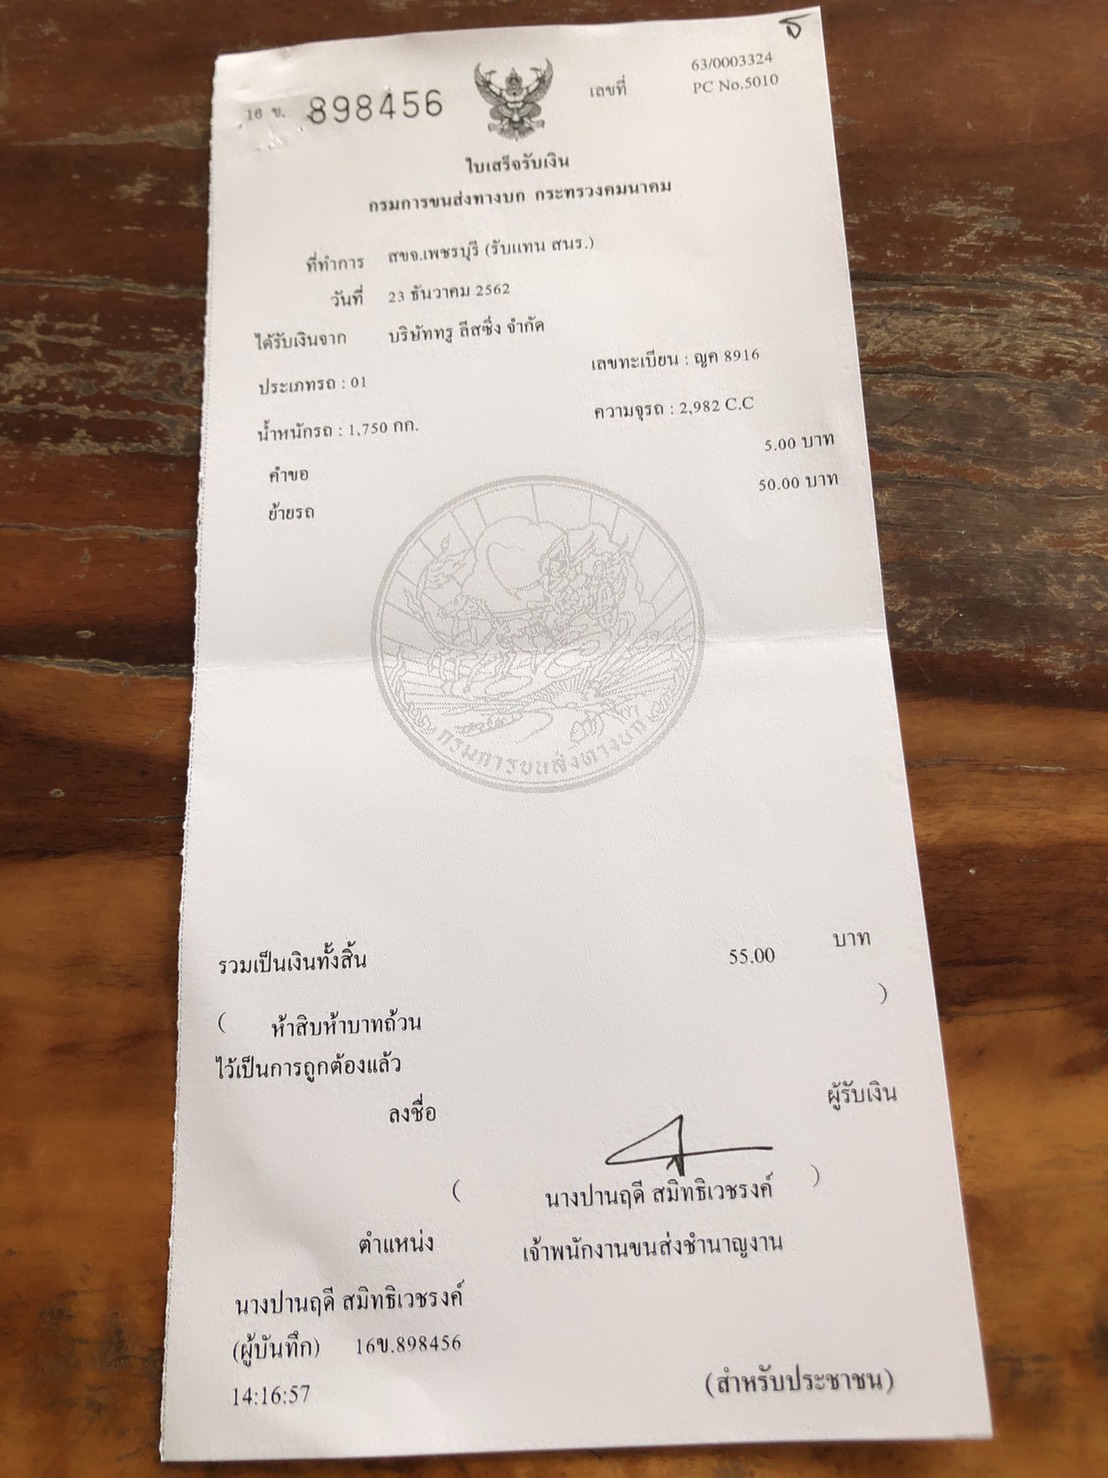 16 ข. 898456
เลขที่ 63/0003324
PC No.5010
ใบเสร็จรับเงิน
กรมการขนส่งทางบก กระทรวงคมนาคม
ที่ทำการ สขจ.เพชรบุรี (รับแทน สนร.)
วันที่ 23 ธันวาคม 2562
ได้รับเงินจาก บริษัททรู ลีสซิ่ง จำกัด
ประเภทรถ : 01 เลขทะเบียน : ญค 8916
น้ำหนักรถ : 1,750 กก. ความจุรถ : 2,982 C.C
คำขอ 5.00 บาท
ย้ายรถ 50.00 บาท
กรมการขนส่งทางบก
รวมเป็นเงินทั้งสิ้น 55.00 บาท
( ห้าสิบห้าบาทถ้วน )
ไว้เป็นการถูกต้องแล้ว
ลงชื่อ ผู้รับเงิน
( นางปานฤดี สมิทธิเวชรงค์ )
ตำแหน่ง เจ้าพนักงานขนส่งชำนาญงาน
นางปานฤดี สมิทธิเวชรงค์
(ผู้บันทึก) 16ข.898456
14:16:57
(สำหรับประชาชน)